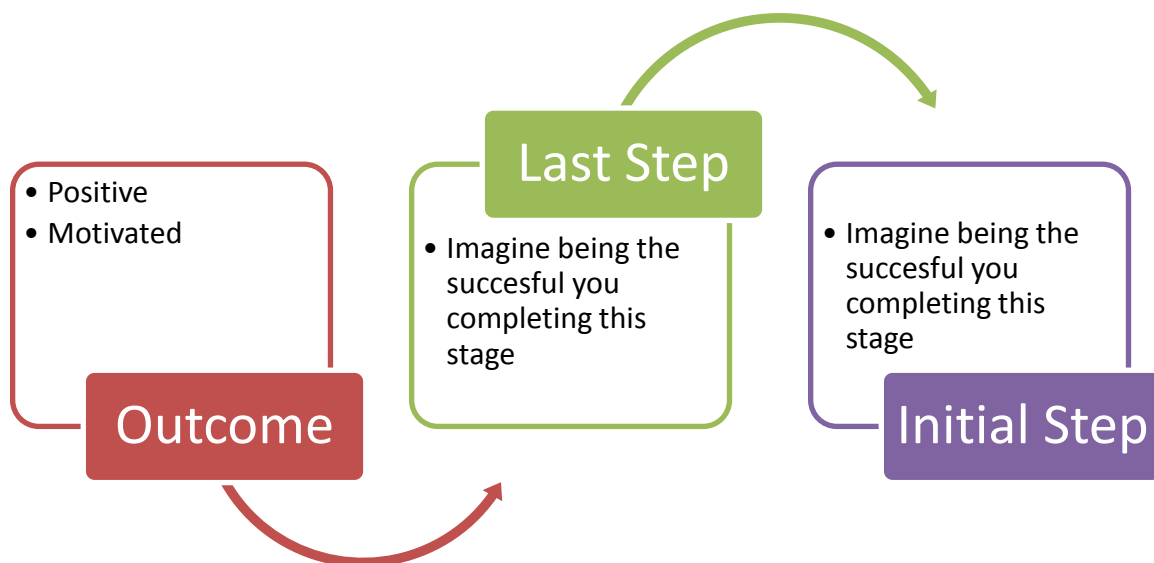 • Positive
• Motivated
Outcome
Last Step
• Imagine being the
succesful you
completing this
stage
• Imagine being the
succesful you
completing this
stage
Initial Step